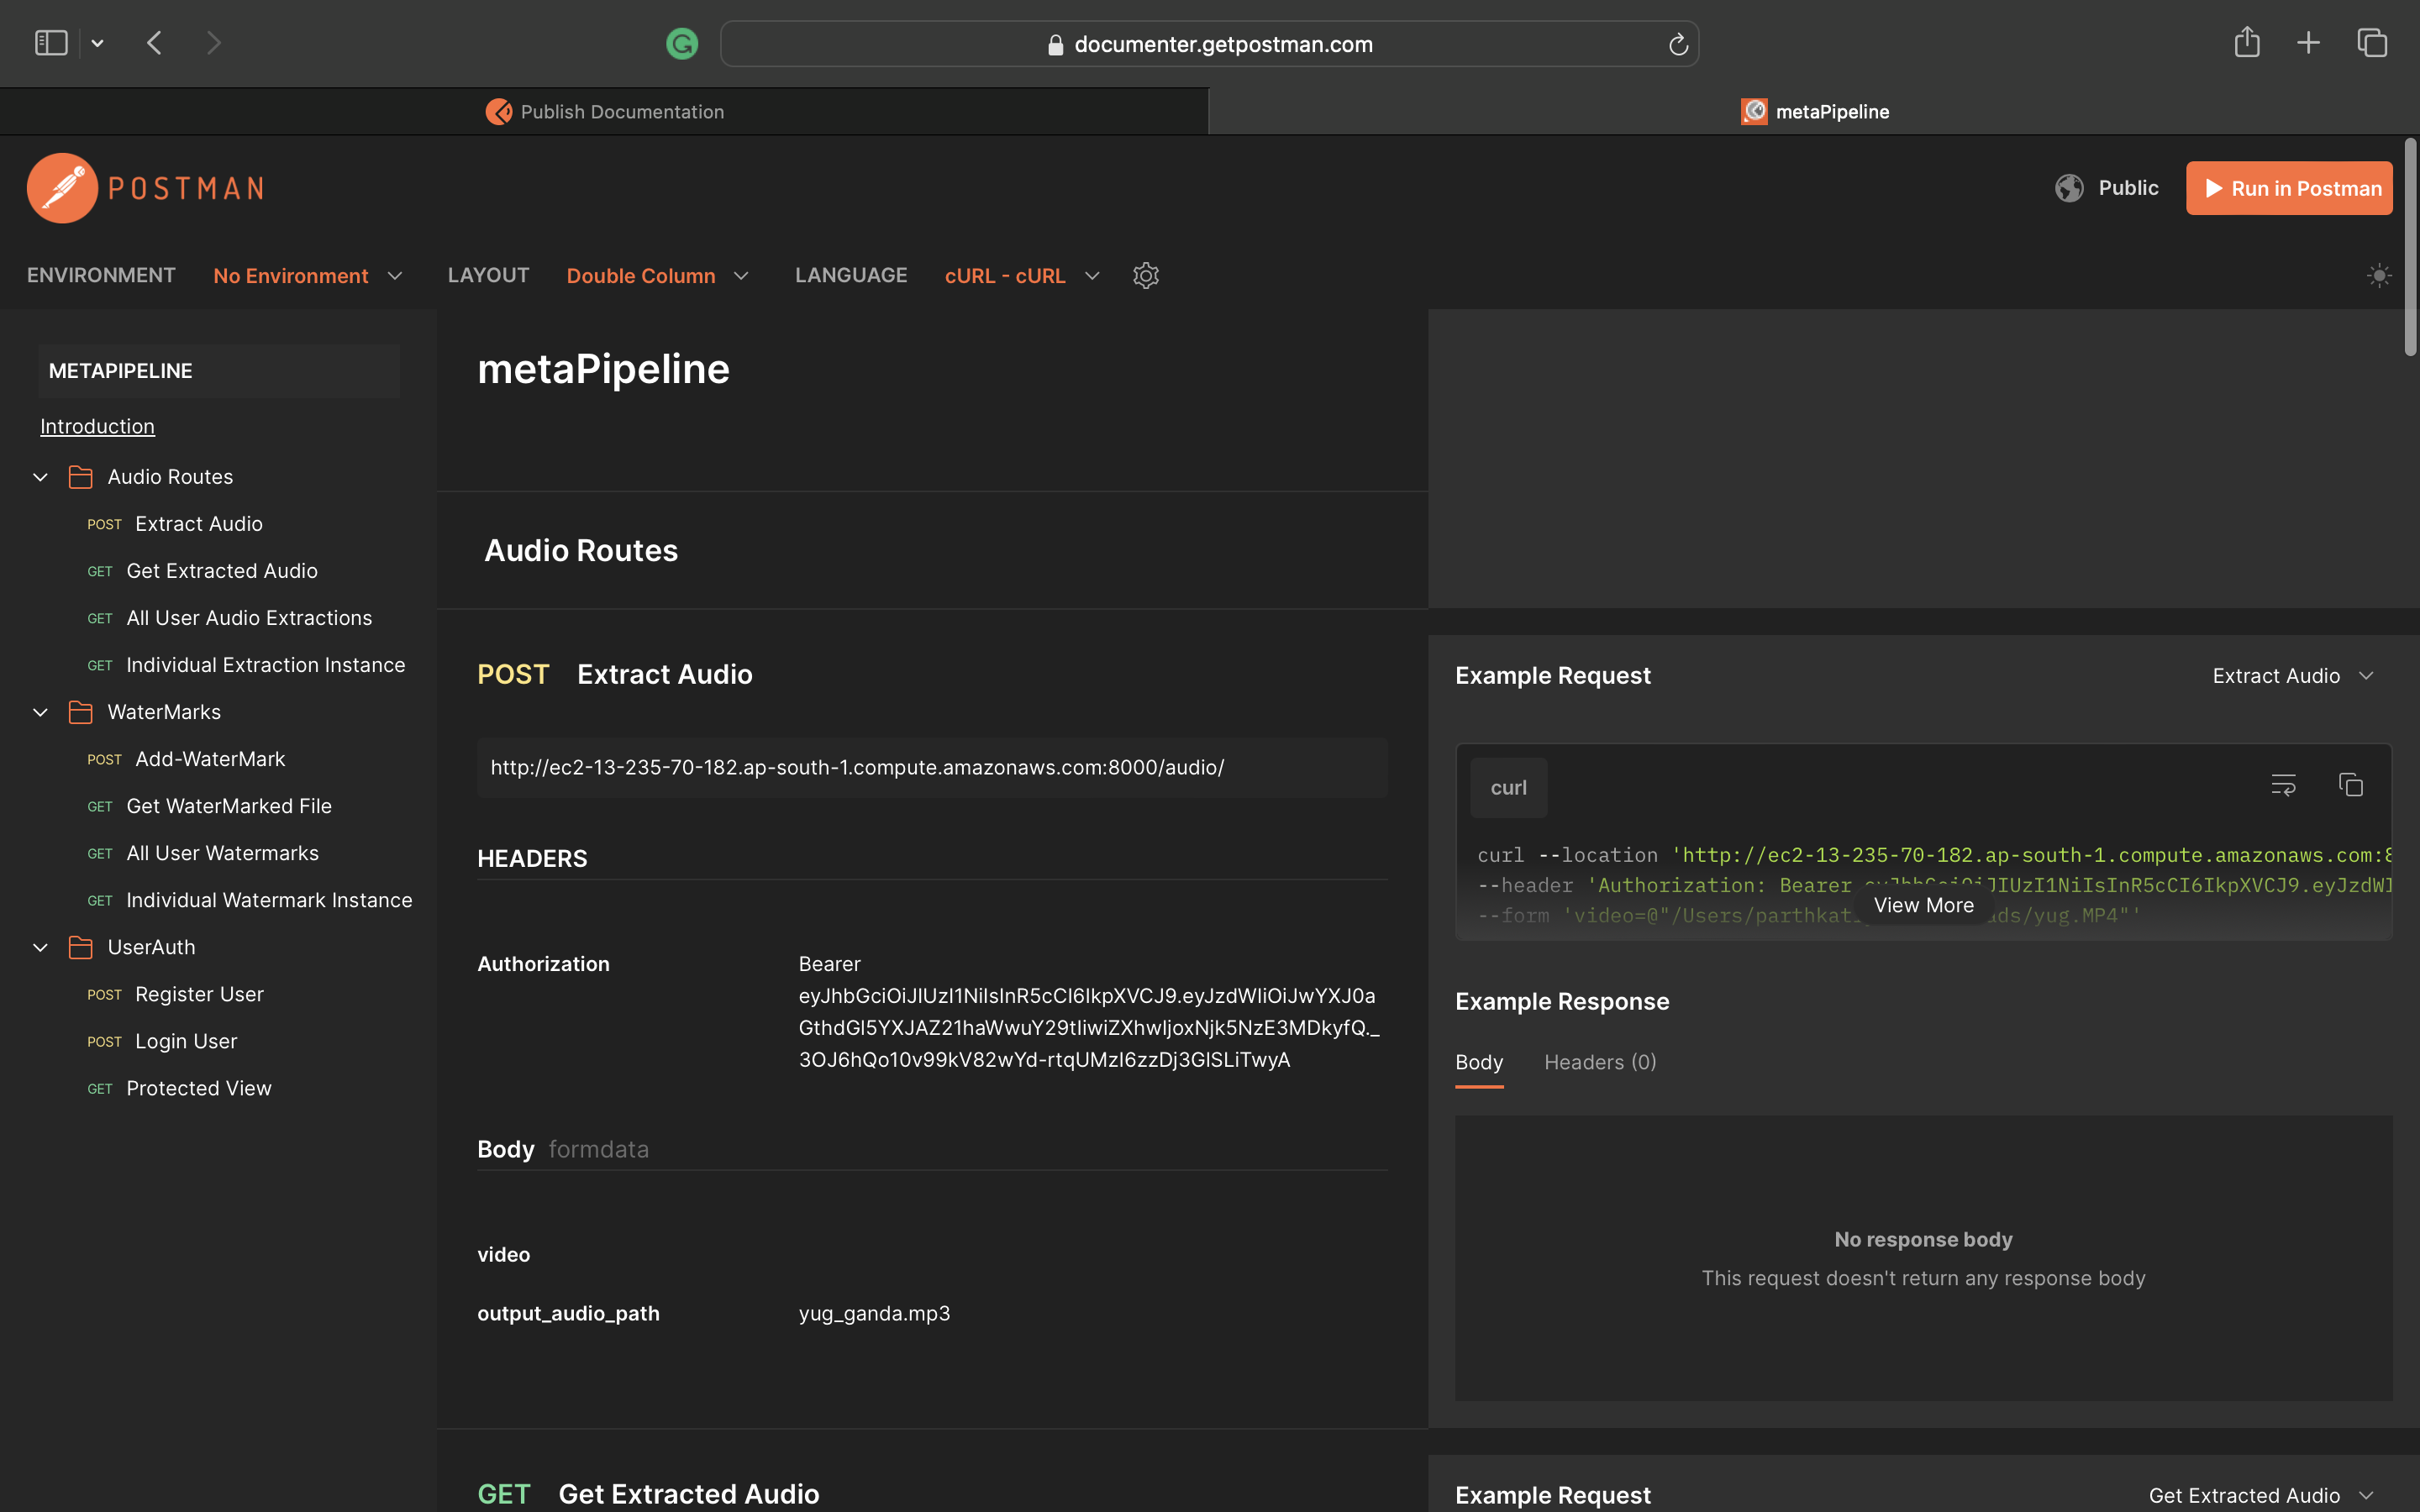 documenter.getpostman.com
Publish Documentation
metaPipeline
POSTMAN
Public
Run in Postman
ENVIRONMENT No Environment LAYOUT Double Column LANGUAGE cURL - cURL
METAPIPELINE
Introduction
Audio Routes
POST Extract Audio
GET Get Extracted Audio
GET All User Audio Extractions
GET Individual Extraction Instance
WaterMarks
POST Add-WaterMark
GET Get WaterMarked File
GET All User Watermarks
GET Individual Watermark Instance
UserAuth
POST Register User
POST Login User
GET Protected View
metaPipeline
Audio Routes
POST Extract Audio
http://ec2-13-235-70-182.ap-south-1.compute.amazonaws.com:8000/audio/
HEADERS
Authorization Bearer
eyJhbGciOiJIUzI1NiIsInR5cCI6IkpXVCJ9.eyJzdWIiOiJwYXJ0a
GthdGl5YXJAZ21haWwuY29tIiwiZXhwIjoxNjk5NzE3MDkyfQ._
3OJ6hQo10v99kV82wYd-rtqUMzI6zzDj3GlSLiTwyA
Body formdata
video
output_audio_path yug_ganda.mp3
GET Get Extracted Audio
Example Request Extract Audio
curl
curl --location 'http://ec2-13-235-70-182.ap-south-1.compute.amazonaws.com:8
--header 'Authorization: Bearer eyJhbGciOiJIUzI1NiIsInR5cCI6IkpXVCJ9.eyJzdWI
--form 'video=@"/Users/parthkat ads/yug.MP4"'
View More
Example Response
Body Headers (0)
No response body
This request doesn't return any response body
Example Request Get Extracted Audio